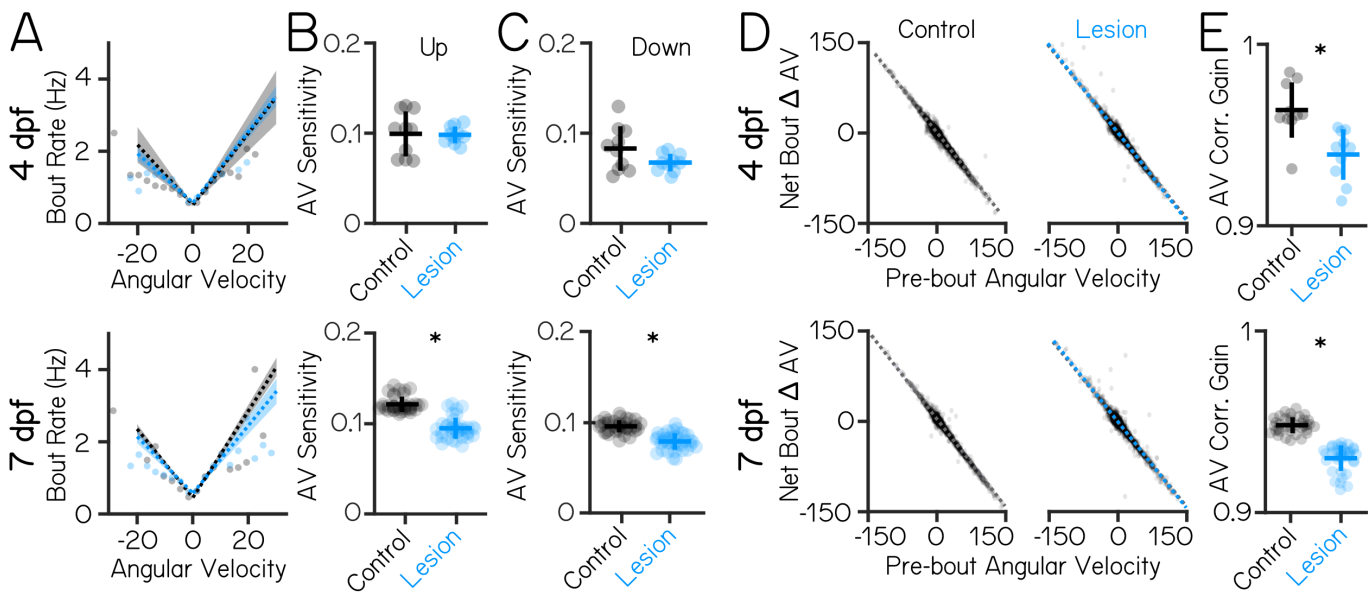 A
4 dpf
Bout Rate (Hz)
4
2
0
-20 0 20
Angular Velocity
B
AV Sensitivity
0.2
0.1
0
Up
Control
Lesion
C
AV Sensitivity
0.2
0.1
0
Down
Control
Lesion
D
4 dpf
Net Bout Δ AV
150
0
-150
Control
Lesion
-150 0 150
-150 0 150
Pre-bout Angular Velocity
E
AV Corr. Gain
1
0.9
*
Control
Lesion
7 dpf
Bout Rate (Hz)
4
2
0
-20 0 20
Angular Velocity
AV Sensitivity
0.2
0.1
0
*
Control
Lesion
AV Sensitivity
0.2
0.1
0
*
Control
Lesion
7 dpf
Net Bout Δ AV
150
0
-150
-150 0 150
-150 0 150
Pre-bout Angular Velocity
AV Corr. Gain
1
0.9
*
Control
Lesion